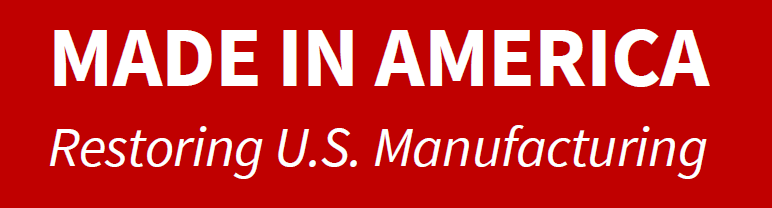 MADE IN AMERICA
Restoring U.S. Manufacturing